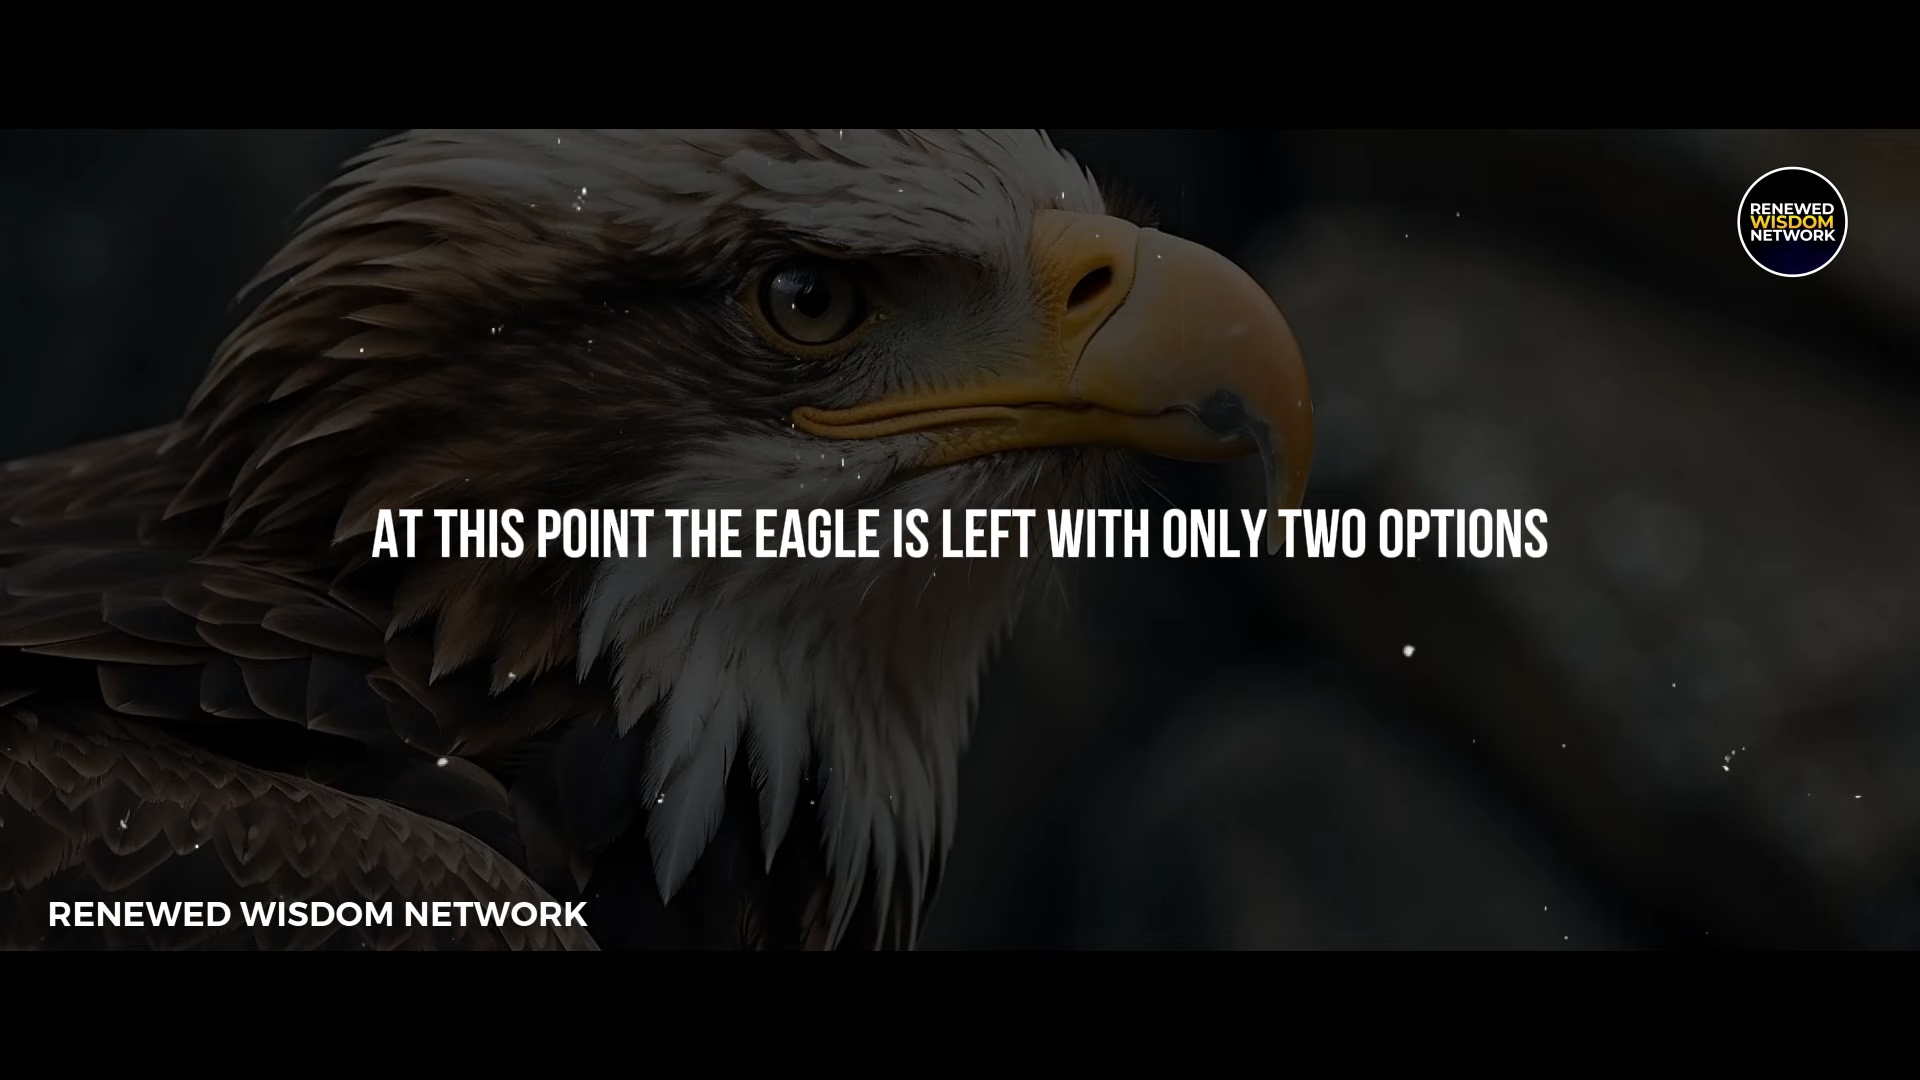 RENEWED
WISDOM
NETWORK
AT THIS POINT THE EAGLE IS LEFT WITH ONLY TWO OPTIONS
RENEWED WISDOM NETWORK